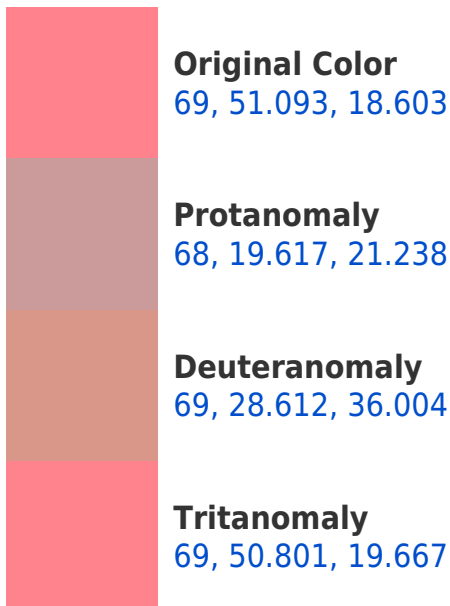 Original Color
69, 51.093, 18.603
Protanomaly
68, 19.617, 21.238
Deuteranomaly
69, 28.612, 36.004
Tritanomaly
69, 50.801, 19.667